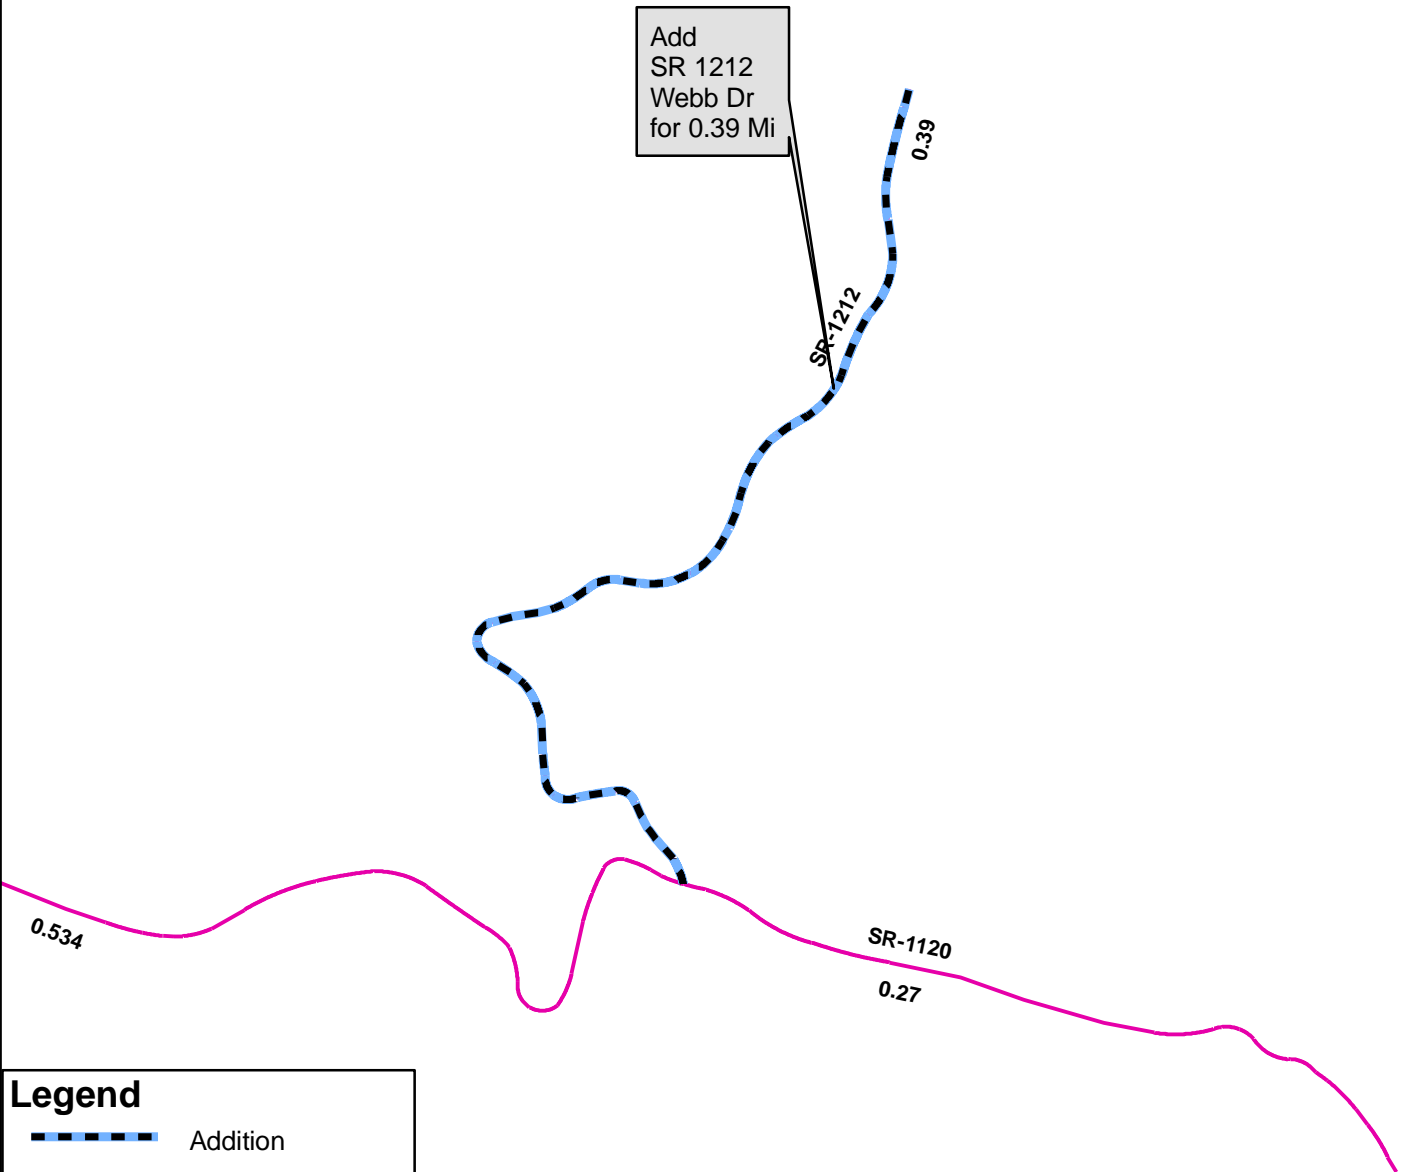 Add
SR 1212
Webb Dr
for 0.39 Mi
0.39
SR-1212
0.534
SR-1120
0.27
Legend
Addition